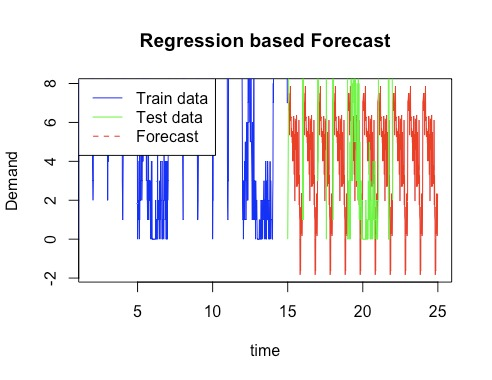 Regression based Forecast
Train data
Test data
Forecast
Demand
8
6
4
2
0
-2
5 10 15 20 25
time